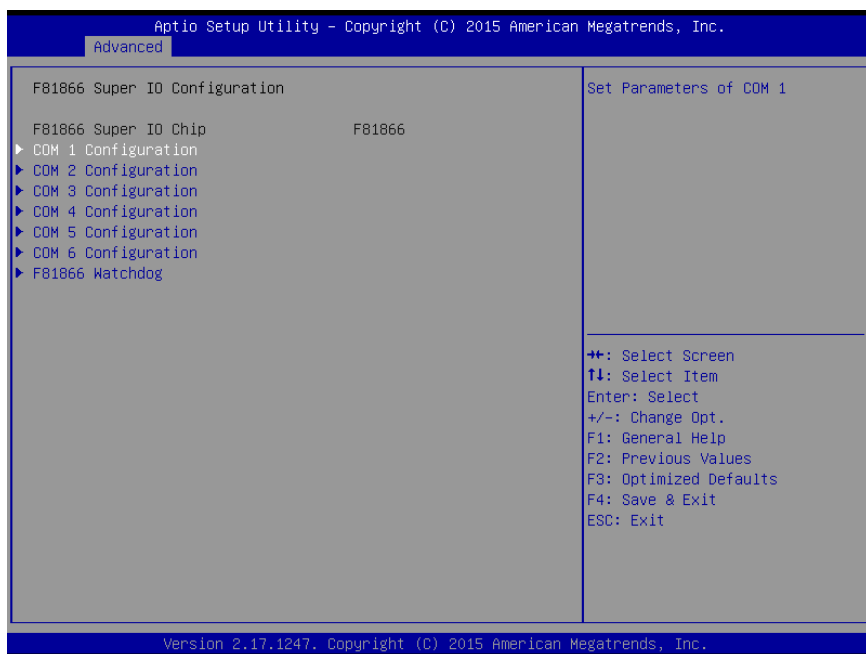 Aptio Setup Utility – Copyright (C) 2015 American Megatrends, Inc.
Advanced
F81866 Super IO Configuration
F81866 Super IO Chip F81866
COM 1 Configuration
COM 2 Configuration
COM 3 Configuration
COM 4 Configuration
COM 5 Configuration
COM 6 Configuration
F81866 Watchdog
Set Parameters of COM 1
→←: Select Screen
↑↓: Select Item
Enter: Select
+/-: Change Opt.
F1: General Help
F2: Previous Values
F3: Optimized Defaults
F4: Save & Exit
ESC: Exit
Version 2.17.1247. Copyright (C) 2015 American Megatrends, Inc.